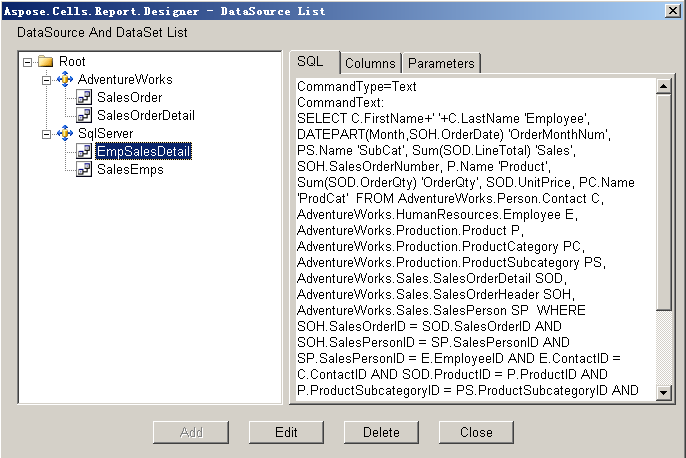 Aspose.Cells.Report.Designer - DataSource List
DataSource And DataSet List
Root
AdventureWorks
SalesOrder
SalesOrderDetail
SqlServer
EmpSalesDetail
SalesEmps
SQL Columns Parameters
CommandType=Text
CommandText:
SELECT C.FirstName+' '+C.LastName 'Employee',
DATEPART(Month,SOH.OrderDate) 'OrderMonthNum',
PS.Name 'SubCat', Sum(SOD.LineTotal) 'Sales',
SOH.SalesOrderNumber, P.Name 'Product',
Sum(SOD.OrderQty) 'OrderQty', SOD.UnitPrice, PC.Name
'ProdCat' FROM AdventureWorks.Person.Contact C,
AdventureWorks.HumanResources.Employee E,
AdventureWorks.Production.Product P,
AdventureWorks.Production.ProductCategory PC,
AdventureWorks.Production.ProductSubcategory PS,
AdventureWorks.Sales.SalesOrderDetail SOD,
AdventureWorks.Sales.SalesOrderHeader SOH,
AdventureWorks.Sales.SalesPerson SP WHERE
SOH.SalesOrderID = SOD.SalesOrderID AND
SOH.SalesPersonID = SP.SalesPersonID AND
SP.SalesPersonID = E.EmployeeID AND E.ContactID =
C.ContactID AND SOD.ProductID = P.ProductID AND
P.ProductSubcategoryID = PS.ProductSubcategoryID AND
Add Edit Delete Close